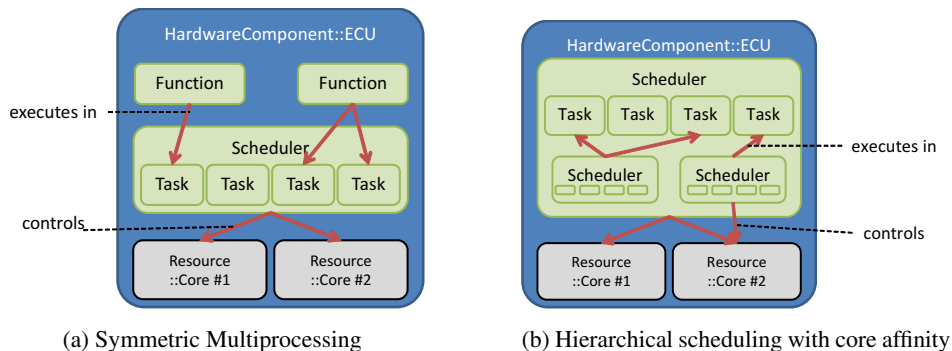 HardwareComponent::ECU
Function
Function
executes in
Scheduler
Task
Task
Task
Task
controls
Resource
::Core #1
Resource
::Core #2
(a) Symmetric Multiprocessing
HardwareComponent::ECU
Scheduler
Task
Task
Task
Task
executes in
Scheduler
Scheduler
controls
Resource
::Core #1
Resource
::Core #2
(b) Hierarchical scheduling with core affinity